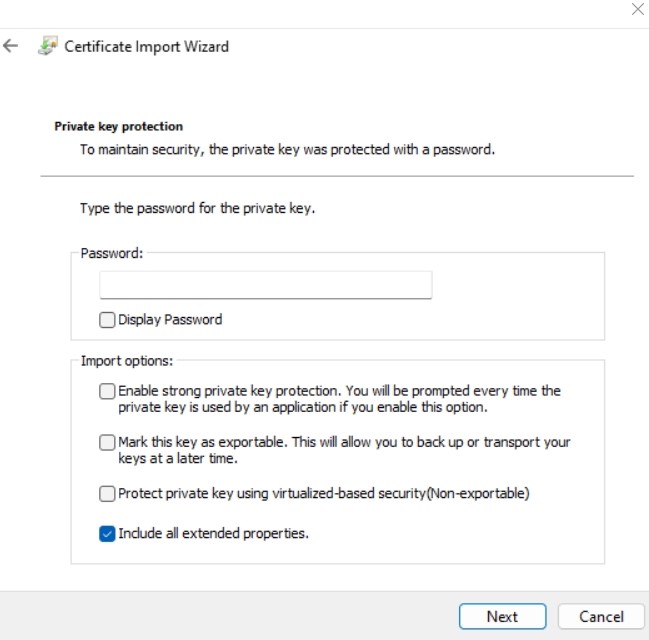 Certificate Import Wizard
Private key protection
To maintain security, the private key was protected with a password.
Type the password for the private key.
Password:
Display Password
Import options:
Enable strong private key protection. You will be prompted every time the
private key is used by an application if you enable this option.
Mark this key as exportable. This will allow you to back up or transport your
keys at a later time.
Protect private key using virtualized-based security(Non-exportable)
Include all extended properties.
Next Cancel